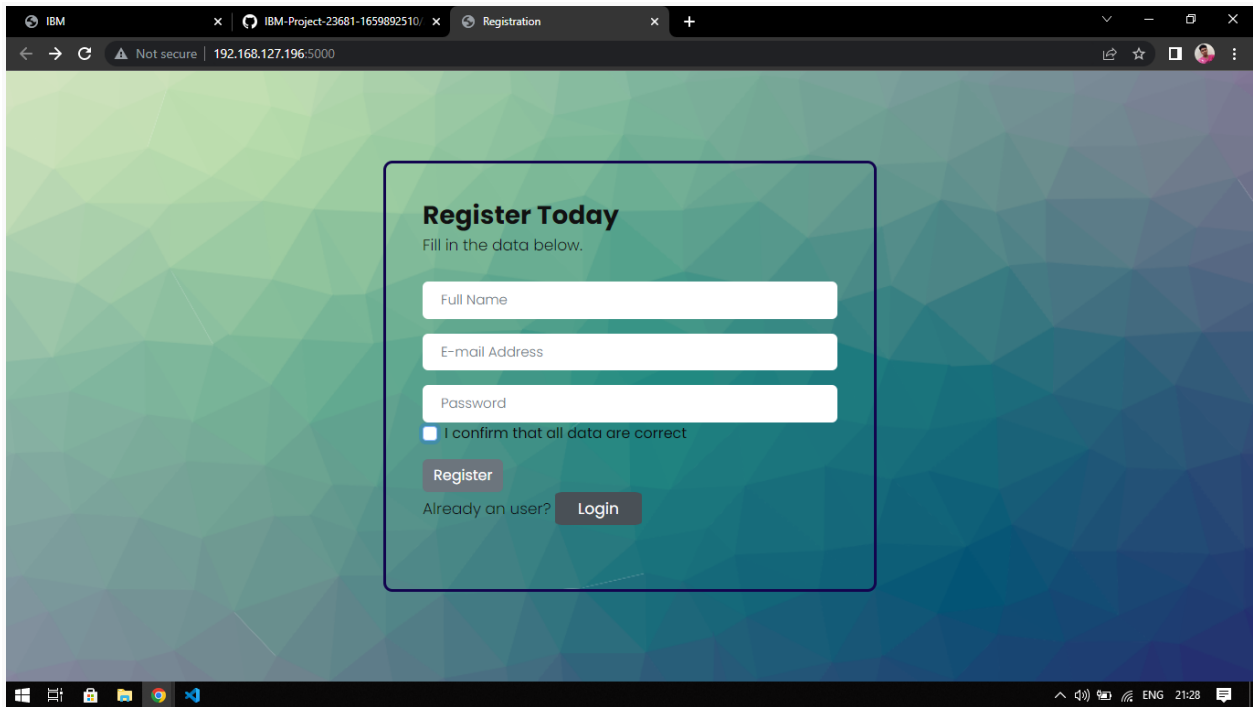 IBM
IBM-Project-23681-1659892510/
Registration
Not secure
192.168.127.196:5000
Register Today
Fill in the data below.
Full Name
E-mail Address
Password
I confirm that all data are correct
Register
Already an user? Login
ENG 21:28